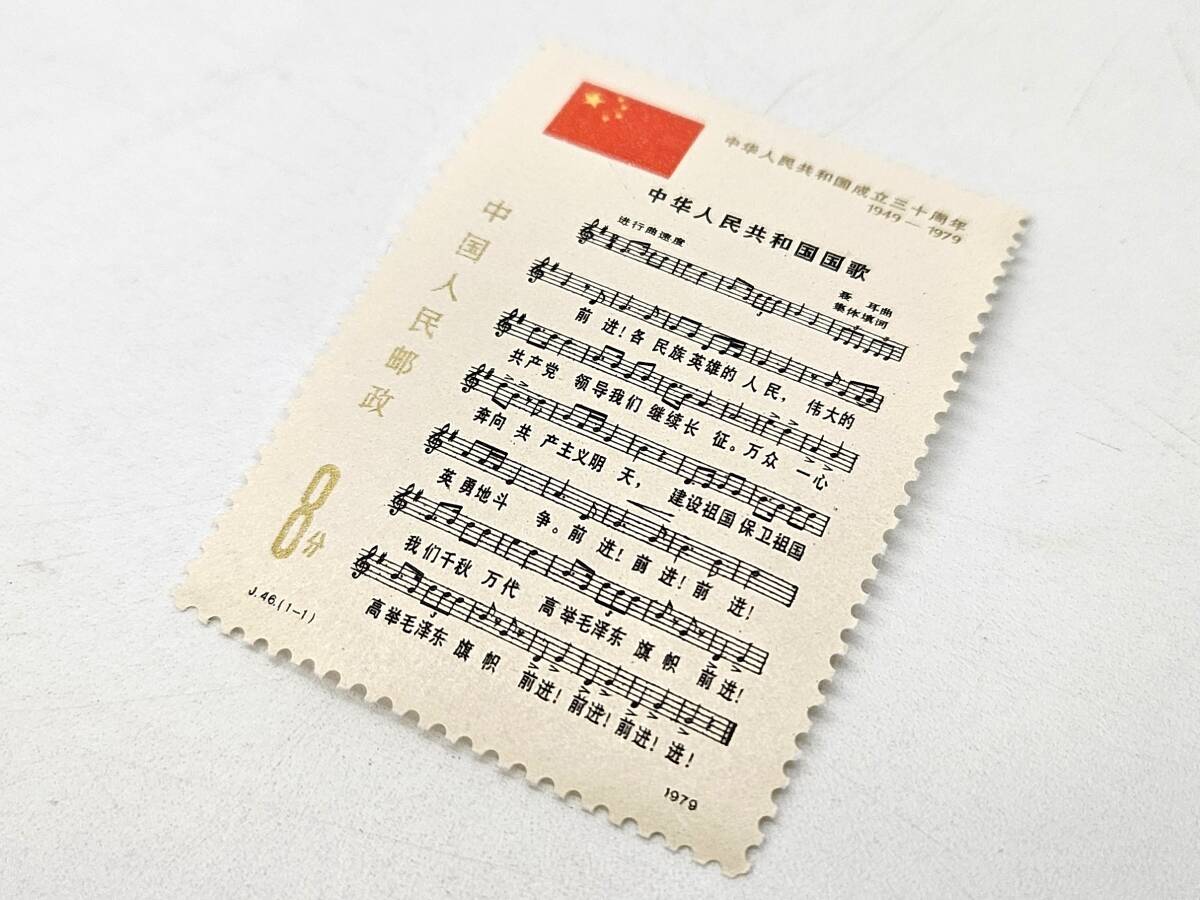 中华人民共和国成立三十周年
1949—1979
中华人民共和国国歌
进行曲速度
聂耳曲
集体填词
前进!各民族英雄的人民,伟大的
共产党领导我们继续长征。万众一心
奔向共产主义明天,建设祖国保卫祖国
英勇地斗争。前进!前进!前进!
我们千秋万代高举毛泽东旗帜前进!
高举毛泽东旗帜前进!前进!前进!进!
中国人民邮政
8分
J.46.(1-1)
1979